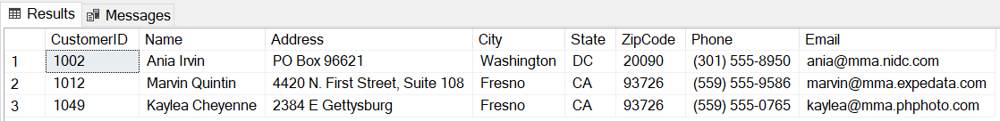 Results Messages
CustomerID Name Address City State ZipCode Phone Email
1 1002 Ania Irvin PO Box 96621 Washington DC 20090 (301) 555-8950 ania@mma.nidc.com
2 1012 Marvin Quintin 4420 N. First Street, Suite 108 Fresno CA 93726 (559) 555-9586 marvin@mma.expedata.com
3 1049 Kaylea Cheyenne 2384 E Gettysburg Fresno CA 93726 (559) 555-0765 kaylea@mma.phphoto.com